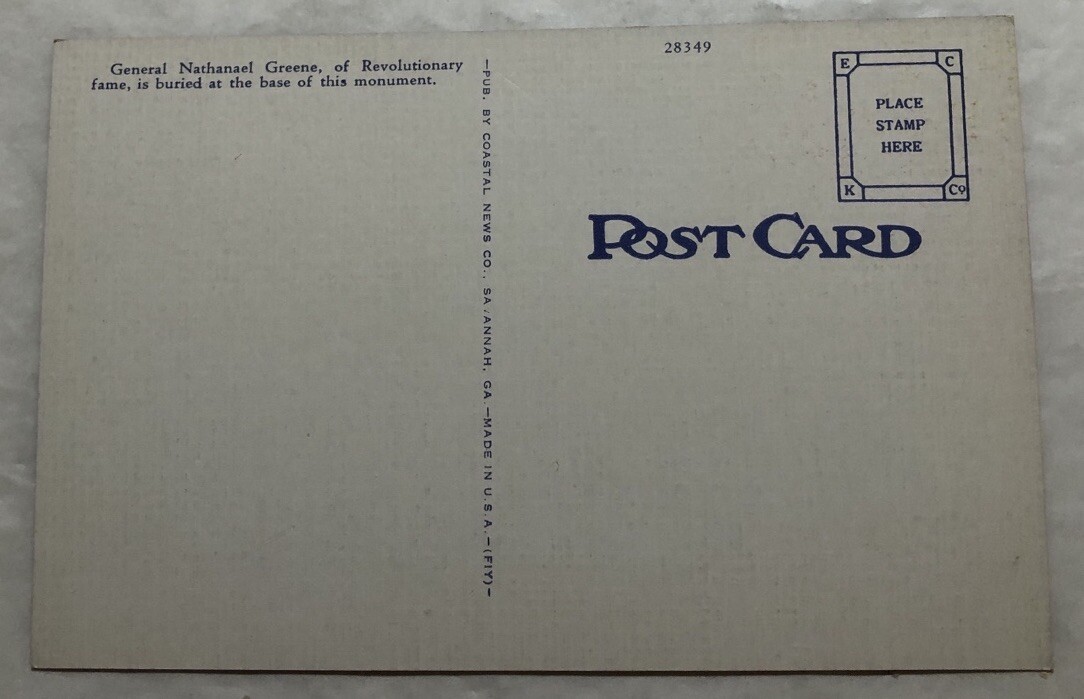 General Nathanael Greene, of Revolutionary
fame, is buried at the base of this monument.
—PUB. BY COASTAL NEWS CO., SAVANNAH, GA.—MADE IN U.S.A.—(FIY)—
28349
E C
PLACE
STAMP
HERE
K Co
POST CARD